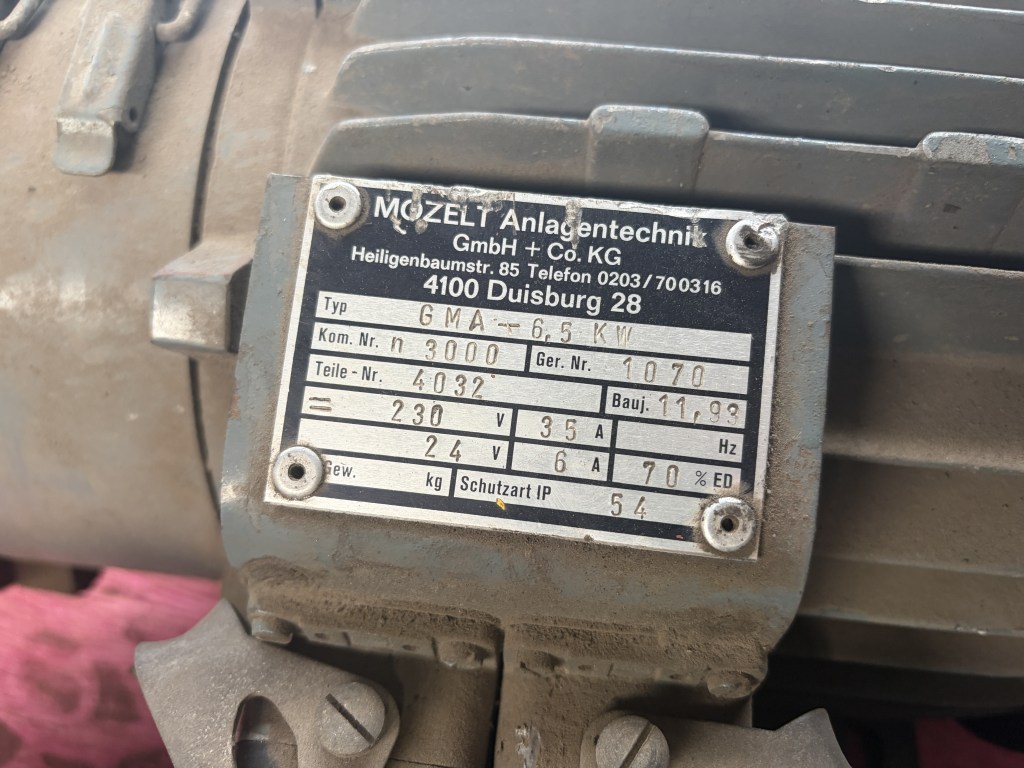 MOZELT Anlagentechnik
GmbH + Co. KG
Heiligenbaumstr. 85 Telefon 0203/700316
4100 Duisburg 28
Typ GMA - 6,5 KW
Kom. Nr. n 3000 Ger. Nr. 1070
Teile - Nr. 4032 Bauj. 11,93
= 230 V 35 A Hz
24 V 6 A 70 % ED
Gew. kg Schutzart IP 54